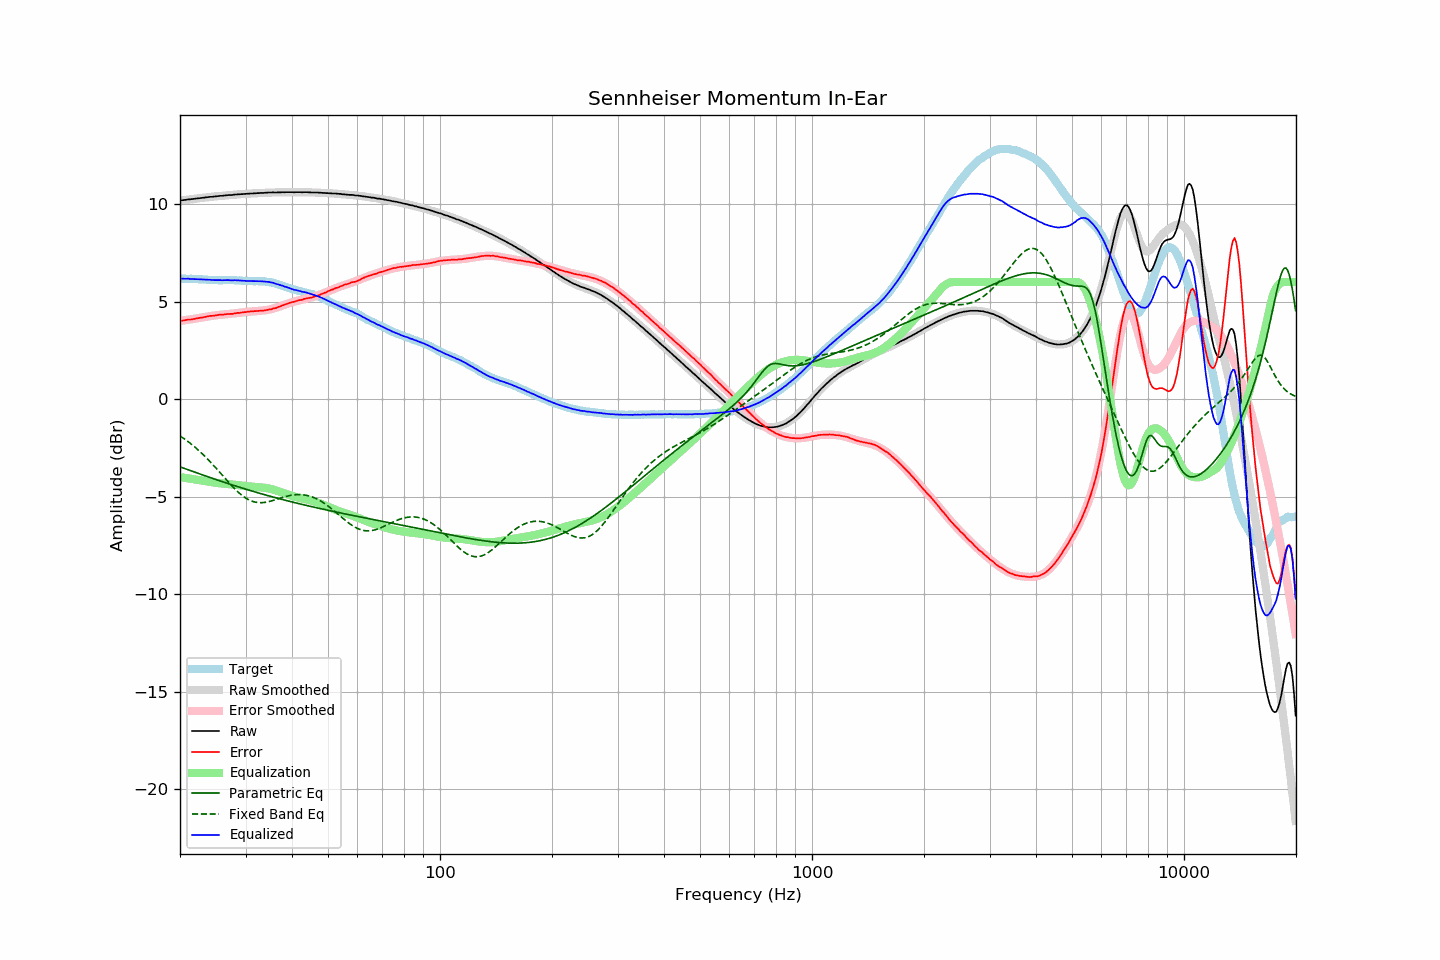 Sennheiser Momentum In-Ear
10
5
0
−5
−10
−15
−20
Amplitude (dBr)
Target
Raw Smoothed
Error Smoothed
Raw
Error
Equalization
Parametric Eq
Fixed Band Eq
Equalized
100
1000
10000
Frequency (Hz)